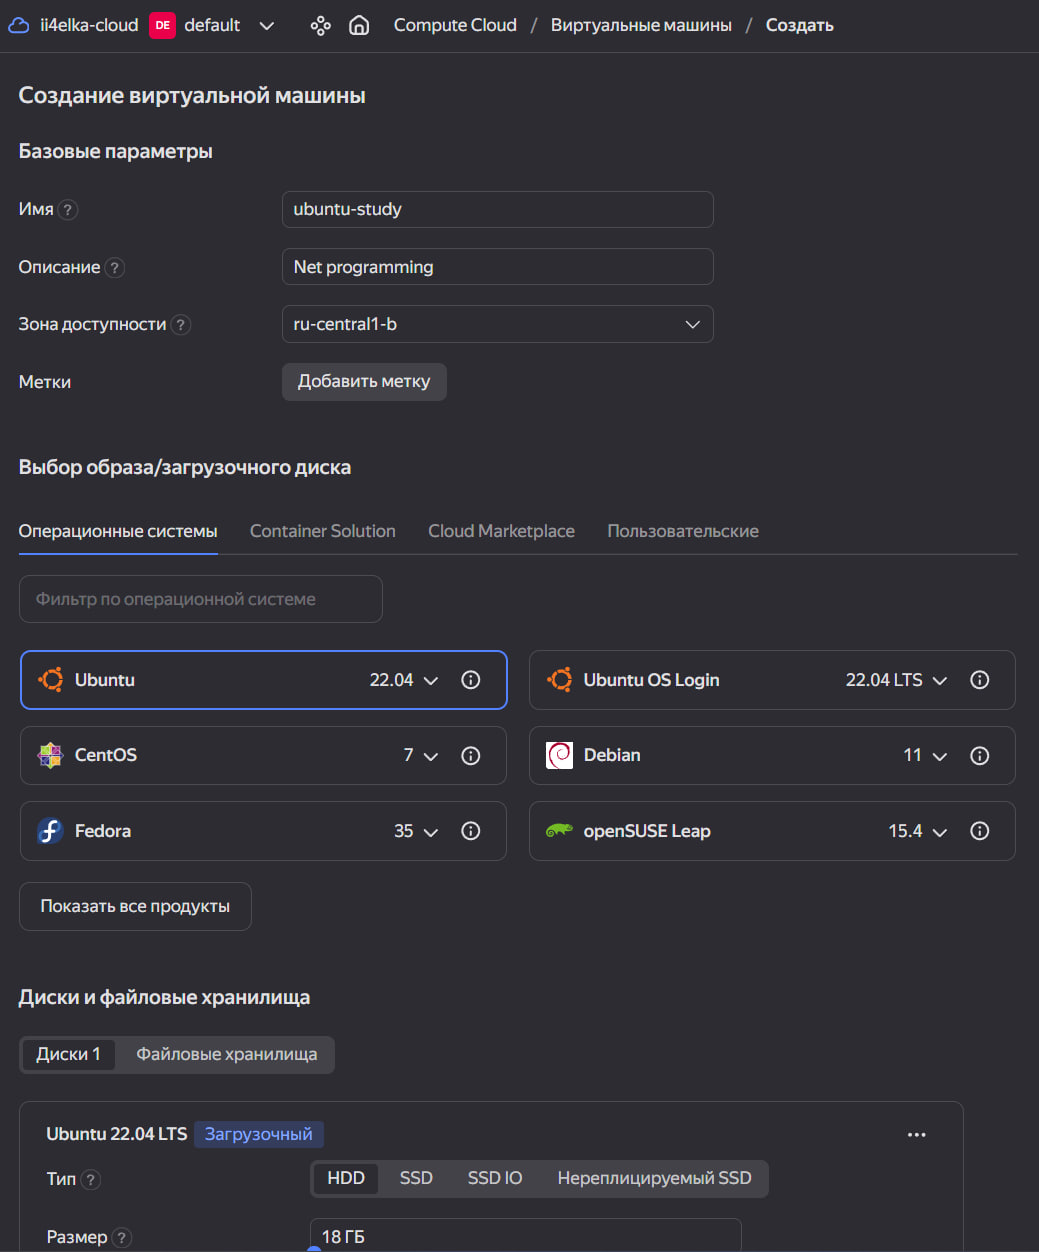 ii4elka-cloud DE default Compute Cloud / Виртуальные машины / Создать
Создание виртуальной машины
Базовые параметры
Имя ? ubuntu-study
Описание ? Net programming
Зона доступности ? ru-central1-b
Метки Добавить метку
Выбор образа/загрузочного диска
Операционные системы Container Solution Cloud Marketplace Пользовательские
Фильтр по операционной системе
Ubuntu 22.04 Ubuntu OS Login 22.04 LTS
CentOS 7 Debian 11
Fedora 35 openSUSE Leap 15.4
Показать все продукты
Диски и файловые хранилища
Диски 1 Файловые хранилища
Ubuntu 22.04 LTS Загрузочный
Тип ? HDD SSD SSD IO Нереплицируемый SSD
Размер ? 18 ГБ